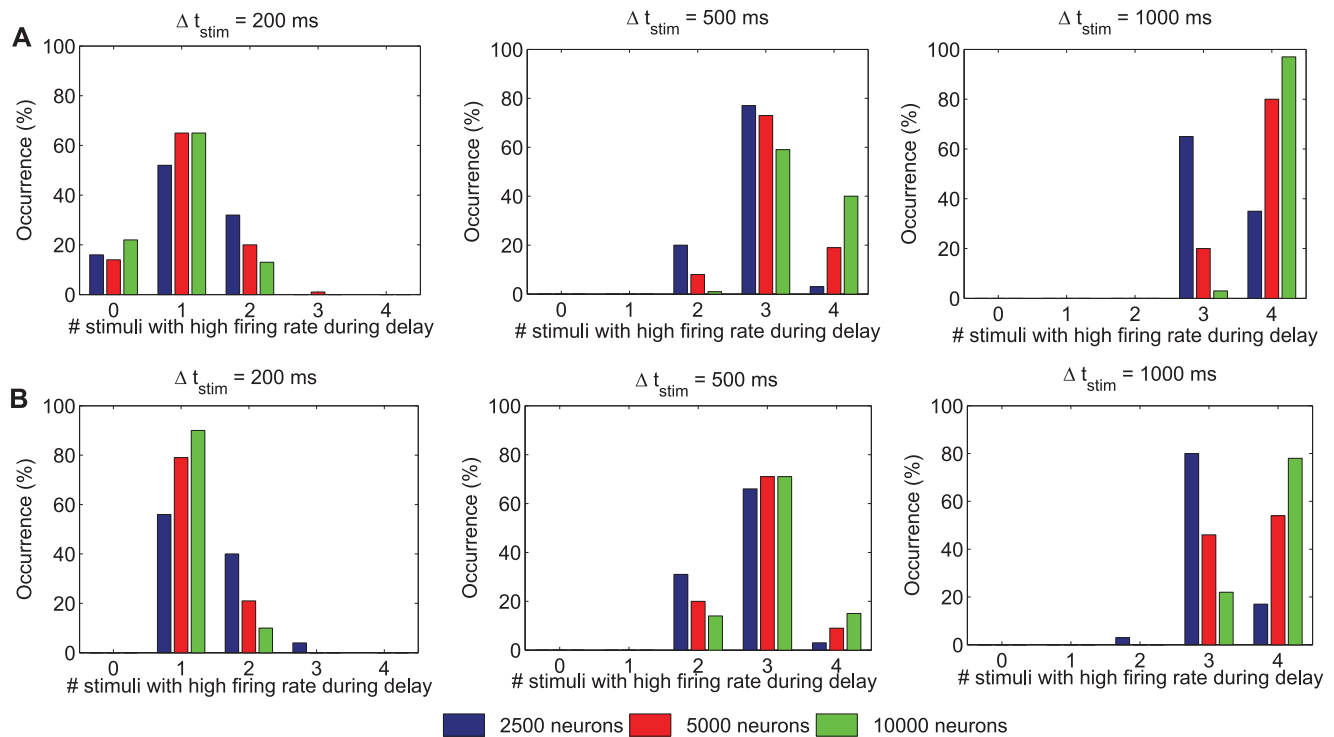 A
Δ t stim = 200 ms
Occurrence (%)
100
80
60
40
20
0
0 1 2 3 4
# stimuli with high firing rate during delay
Δ t stim = 500 ms
Occurrence (%)
100
80
60
40
20
0
0 1 2 3 4
# stimuli with high firing rate during delay
Δ t stim = 1000 ms
Occurrence (%)
100
80
60
40
20
0
0 1 2 3 4
# stimuli with high firing rate during delay
B
Δ t stim = 200 ms
Occurrence (%)
100
80
60
40
20
0
0 1 2 3 4
# stimuli with high firing rate during delay
Δ t stim = 500 ms
Occurrence (%)
100
80
60
40
20
0
0 1 2 3 4
# stimuli with high firing rate during delay
Δ t stim = 1000 ms
Occurrence (%)
100
80
60
40
20
0
0 1 2 3 4
# stimuli with high firing rate during delay
2500 neurons 5000 neurons 10000 neurons